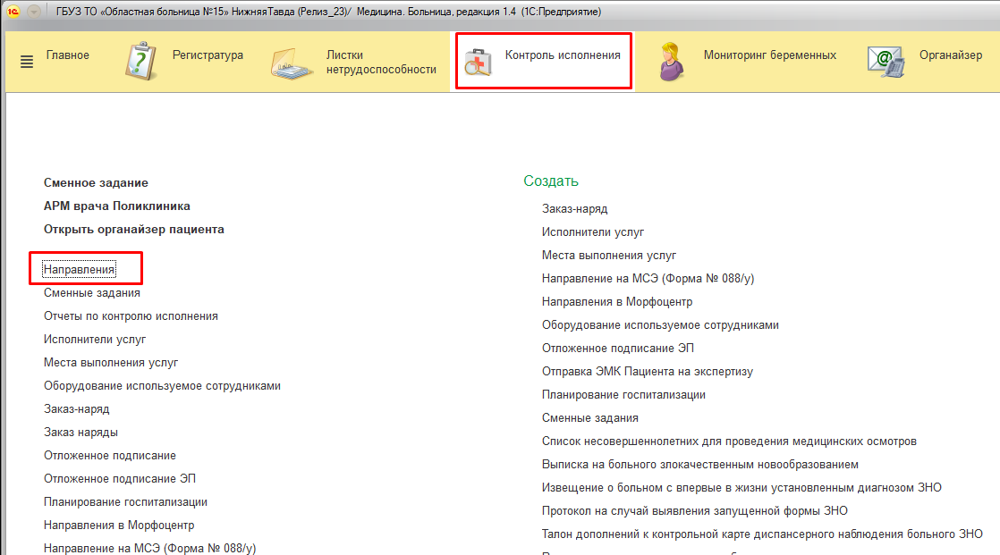 ГБУЗ ТО «Областная больница №15» НижняяТавда (Релиз_23)/ Медицина. Больница, редакция 1.4 (1С:Предприятие)
Главное
Регистратура
Листки
нетрудоспособности
Контроль исполнения
Мониторинг беременных
Органайзер
Сменное задание
АРМ врача Поликлиника
Открыть органайзер пациента
Направления
Сменные задания
Отчеты по контролю исполнения
Исполнители услуг
Места выполнения услуг
Оборудование используемое сотрудниками
Заказ-наряд
Заказ наряды
Отложенное подписание
Отложенное подписание ЭП
Планирование госпитализации
Направления в Морфоцентр
Направление на МСЭ (Форма № 088/у)
Создать
Заказ-наряд
Исполнители услуг
Места выполнения услуг
Направление на МСЭ (Форма № 088/у)
Направления в Морфоцентр
Оборудование используемое сотрудниками
Отложенное подписание ЭП
Отправка ЭМК Пациента на экспертизу
Планирование госпитализации
Сменные задания
Список несовершеннолетних для проведения медицинских осмотров
Выписка на больного злокачественным новообразованием
Извещение о больном с впервые в жизни установленным диагнозом ЗНО
Протокол на случай выявления запущенной формы ЗНО
Талон дополнений к контрольной карте диспансерного наблюдения больного ЗНО